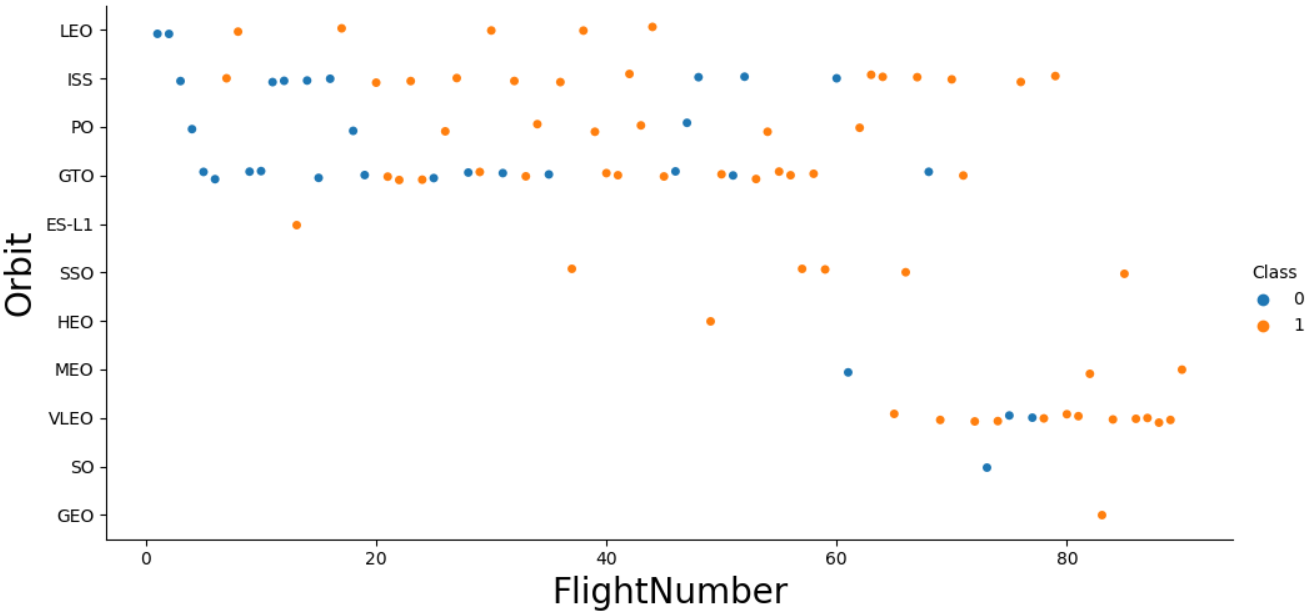 LEO
ISS
PO
GTO
ES-L1
SSO
HEO
MEO
VLEO
SO
GEO
Orbit
0 20 40 60 80
FlightNumber
Class
0
1